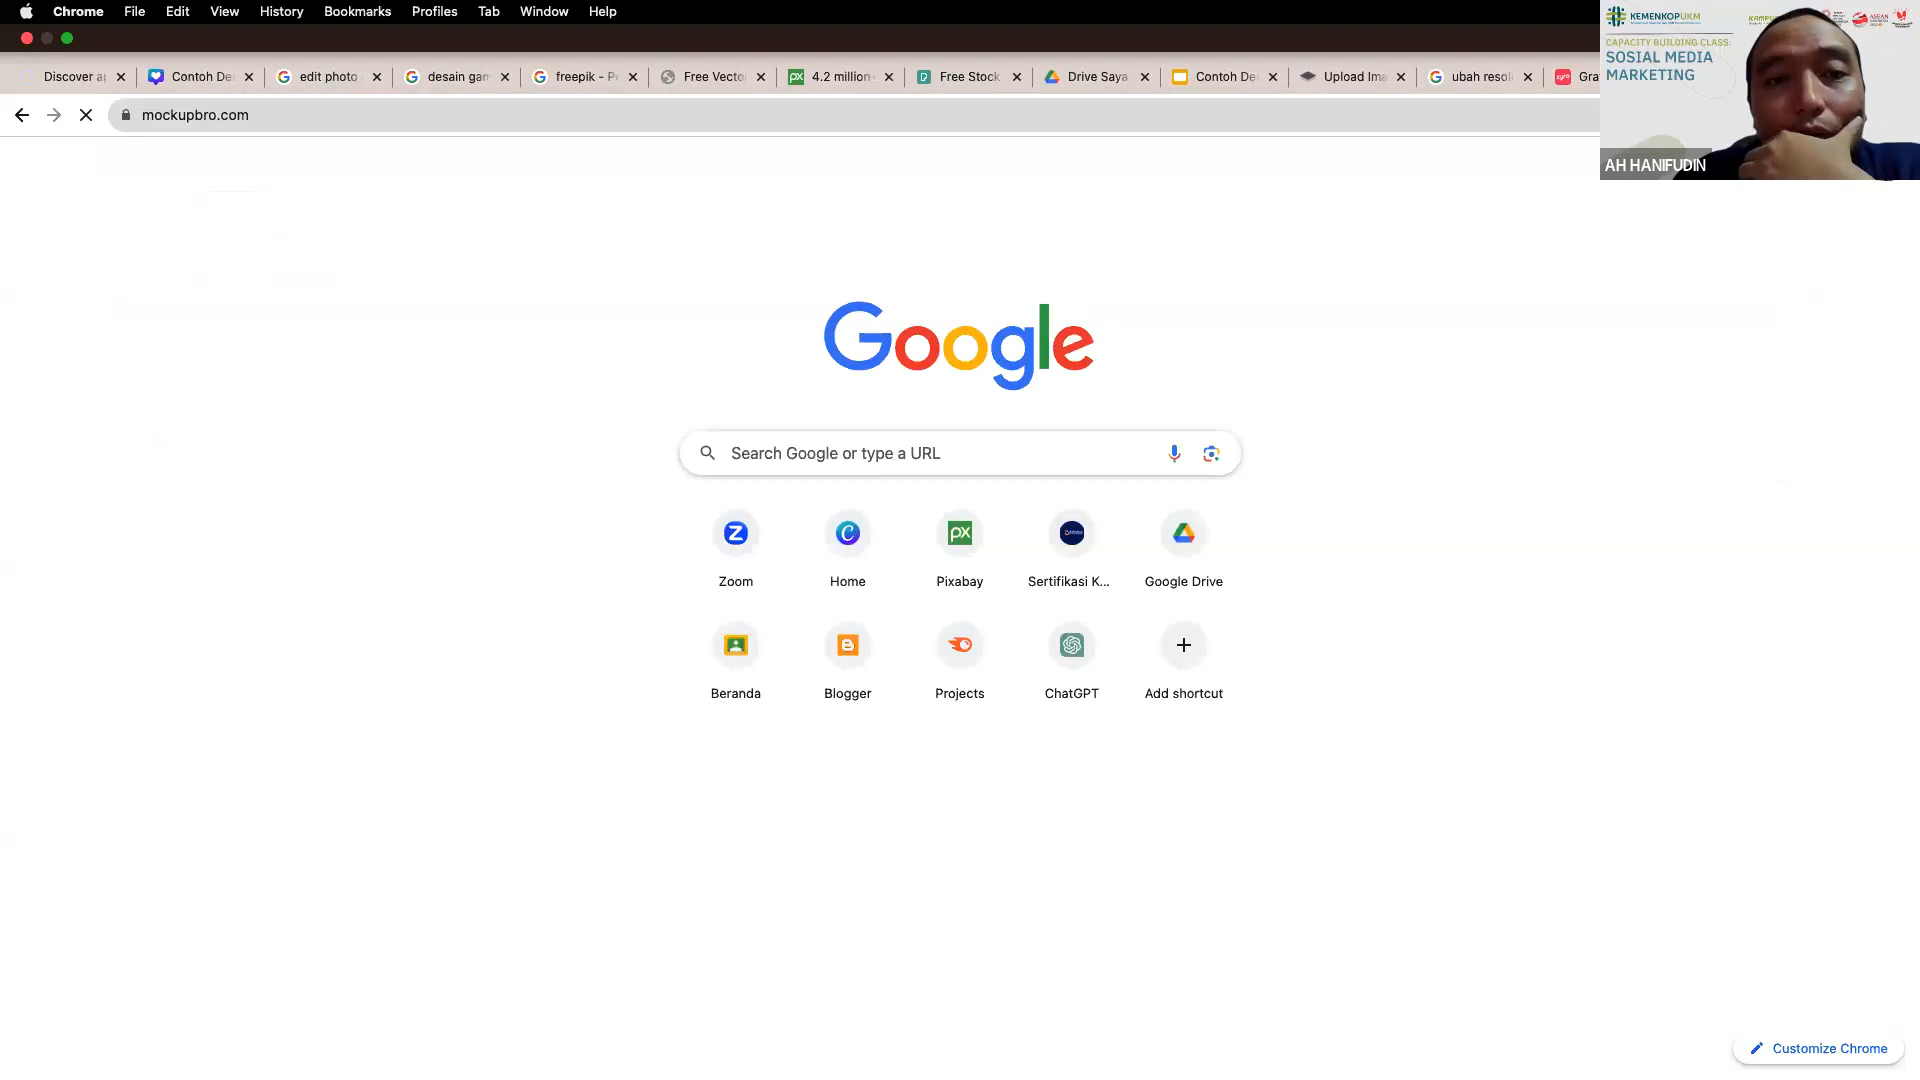 Chrome File Edit View History Bookmarks Profiles Tab Window Help
Discover ap Contoh De edit photo desain gam freepik - P Free Vecto 4.2 million+ Free Stock Drive Saya Contoh De Upload Ima ubah resol Gra
mockupbro.com
KEMENKOPUKM
CAPACITY BUILDING CLASS:
SOSIAL MEDIA
MARKETING
AH HANIFUDIN
Google
Search Google or type a URL
Zoom Home Pixabay Sertifikasi K... Google Drive
Beranda Blogger Projects ChatGPT Add shortcut
Customize Chrome